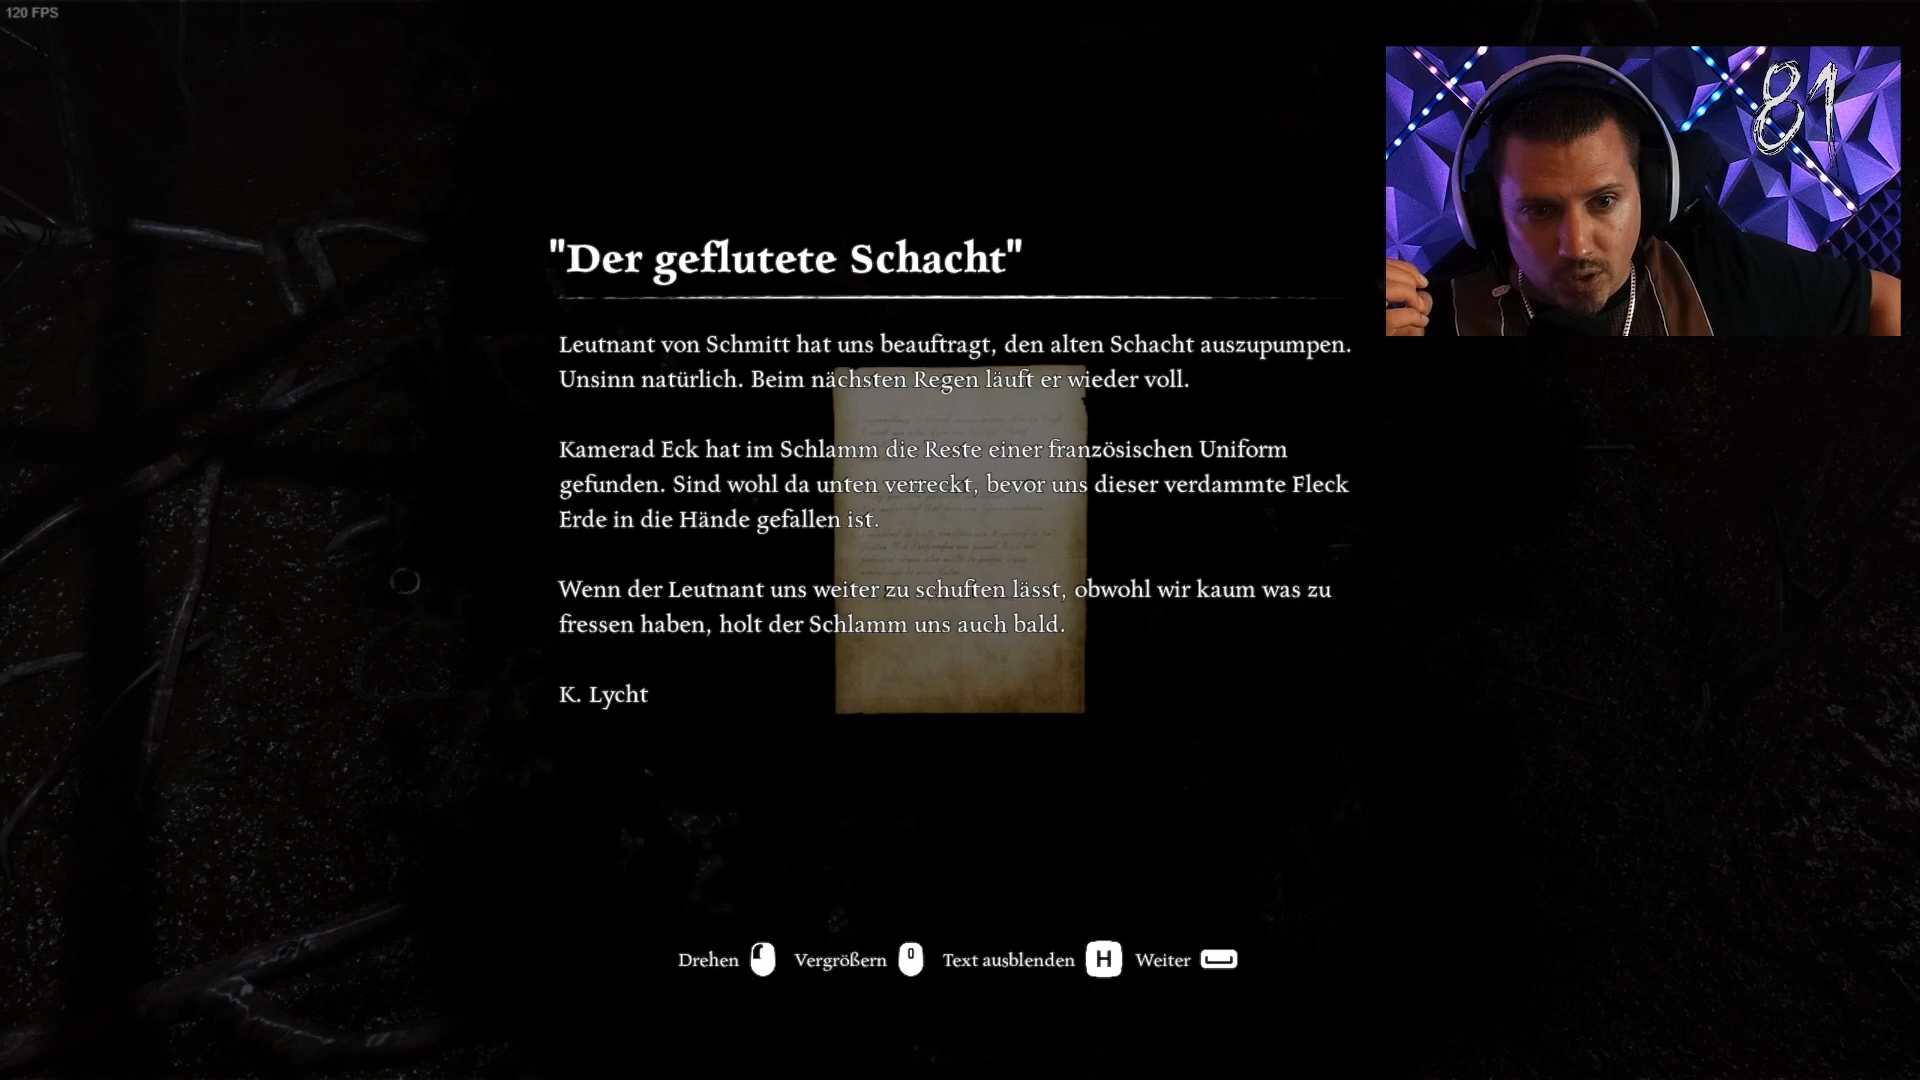 120 FPS
81
"Der geflutete Schacht"
Leutnant von Schmitt hat uns beauftragt, den alten Schacht auszupumpen.
Unsinn natürlich. Beim nächsten Regen läuft er wieder voll.
Kamerad Eck hat im Schlamm die Reste einer französischen Uniform
gefunden. Sind wohl da unten verreckt, bevor uns dieser verdammte Fleck
Erde in die Hände gefallen ist.
Wenn der Leutnant uns weiter zu schuften lässt, obwohl wir kaum was zu
fressen haben, holt der Schlamm uns auch bald.
K. Lycht
Drehen Vergrößern Text ausblenden H Weiter